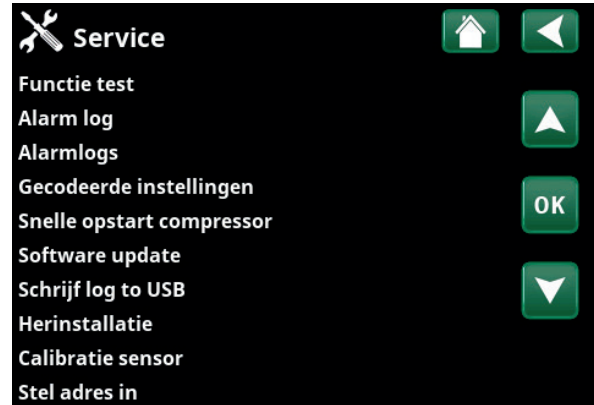 Service
Functie test
Alarm log
Alarmlogs
Gecodeerde instellingen
OK
Snelle opstart compressor
Software update
Schrijf log to USB
Herinstallatie
Calibratie sensor
Stel adres in